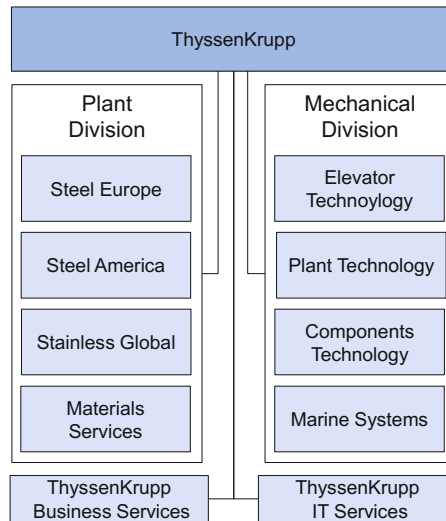 ThyssenKrupp
Plant
Division
Steel Europe
Steel America
Stainless Global
Materials
Services
Mechanical
Division
Elevator
Technoylogy
Plant Technology
Components
Technology
Marine Systems
ThyssenKrupp
Business Services
ThyssenKrupp
IT Services